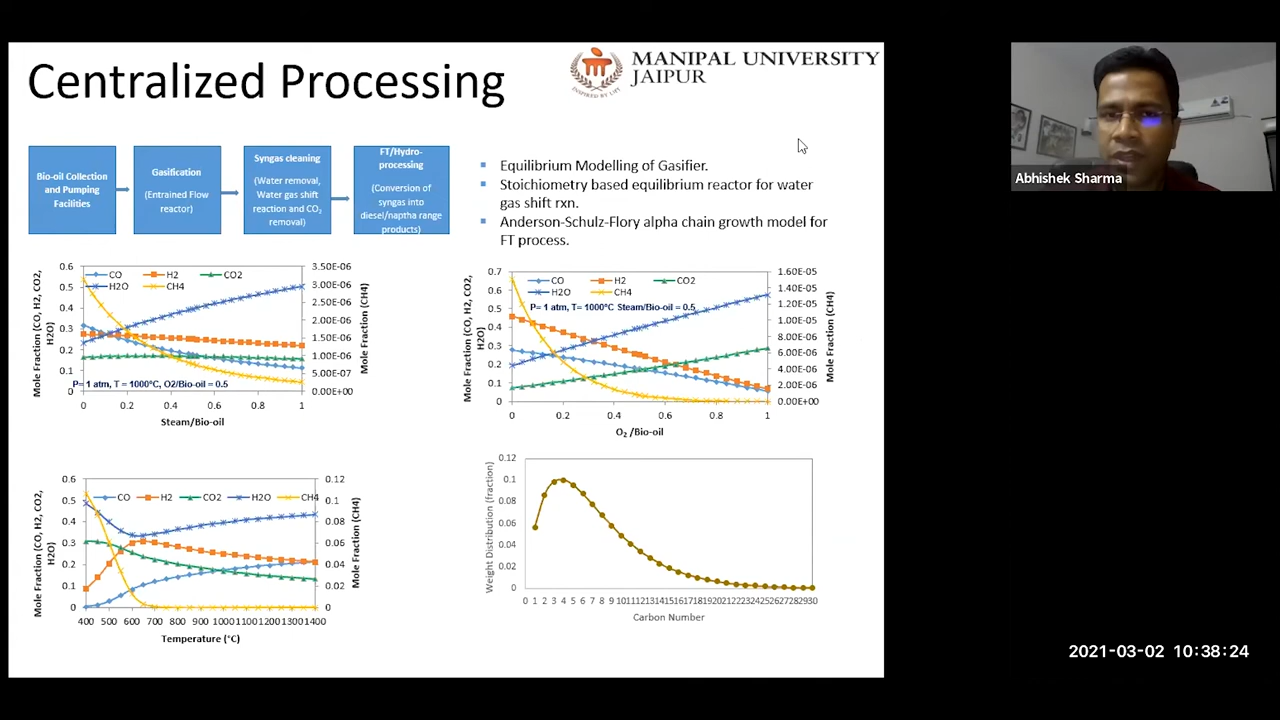 Centralized Processing
MANIPAL UNIVERSITY
JAIPUR
INSPIRED BY LIFE
Bio-oil Collection
and Pumping
Facilities
Gasification
(Entrained Flow
reactor)
Syngas cleaning
(Water removal,
Water gas shift
reaction and CO2
removal)
FT/Hydro-
processing
(Conversion of
syngas into
diesel/naptha range
products)
Equilibrium Modelling of Gasifier.
Stoichiometry based equilibrium reactor for water
gas shift rxn.
Anderson-Schulz-Flory alpha chain growth model for
FT process.
Abhishek Sharma
Mole Fraction (CO, H2, CO2,
H2O)
0.6
0.5
0.4
0.3
0.2
0.1
0
CO H2 CO2
H2O CH4
P= 1 atm, T = 1000°C, O2/Bio-oil = 0.5
3.50E-06
3.00E-06
2.50E-06
2.00E-06
1.50E-06
1.00E-06
5.00E-07
0.00E+00
Mole Fraction (CH4)
0 0.2 0.4 0.6 0.8 1
Steam/Bio-oil
Mole Fraction (CO, H2, CO2,
H2O)
0.7
0.6
0.5
0.4
0.3
0.2
0.1
0
CO H2 CO2
H2O CH4
P= 1 atm, T= 1000°C Steam/Bio-oil = 0.5
1.60E-05
1.40E-05
1.20E-05
1.00E-05
8.00E-06
6.00E-06
4.00E-06
2.00E-06
0.00E+00
Mole Fraction (CH4)
0 0.2 0.4 0.6 0.8 1
O2 /Bio-oil
Mole Fraction (CO, H2, CO2,
H2O)
0.6
0.5
0.4
0.3
0.2
0.1
0
CO H2 CO2 H2O CH4
0.12
0.1
0.08
0.06
0.04
0.02
0
Mole Fraction (CH4)
400 500 600 700 800 900 1000 1100 1200 1300 1400
Temperature (°C)
Weight Distribution (fraction)
0.12
0.1
0.08
0.06
0.04
0.02
0
0 1 2 3 4 5 6 7 8 9 10 11 12 13 14 15 16 17 18 19 20 21 22 23 24 25 26 27 28 29 30
Carbon Number
2021-03-02 10:38:24